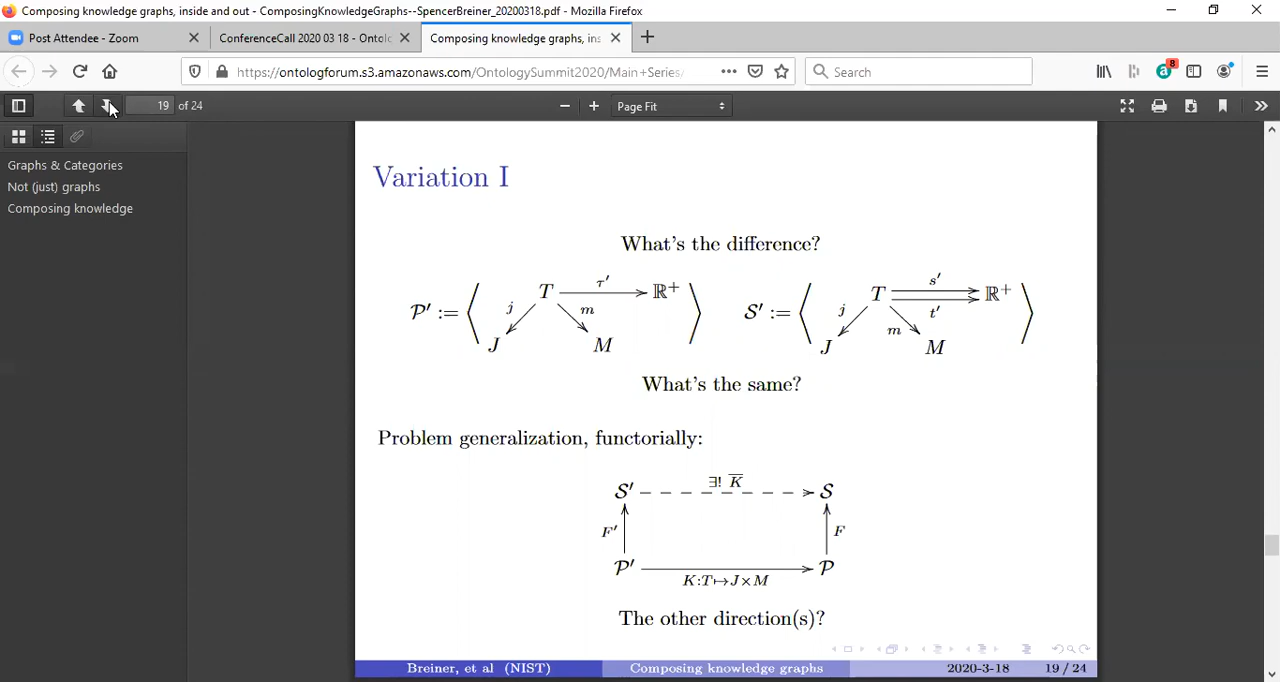 Composing knowledge graphs, inside and out - ComposingKnowledgeGraphs--SpencerBreiner_20200318.pdf - Mozilla Firefox
Post Attendee - Zoom
ConferenceCall 2020 03 18 - Ontolo
Composing knowledge graphs, ins
https://ontologforum.s3.amazonaws.com/OntologySummit2020/Main+Series/
Search
8
19 of 24
Page Fit
Graphs & Categories
Not (just) graphs
Composing knowledge
Variation I
What's the difference?
𝒫′ := ⟨ T τ′ ℝ⁺ j m J M ⟩
𝒮′ := ⟨ T s′ t′ ℝ⁺ j m J M ⟩
What's the same?
Problem generalization, functorially:
𝒮′ ∃! K̅ 𝒮
F′ F
𝒫′ K:T↦J×M 𝒫
The other direction(s)?
Breiner, et al (NIST) Composing knowledge graphs 2020-3-18 19 / 24